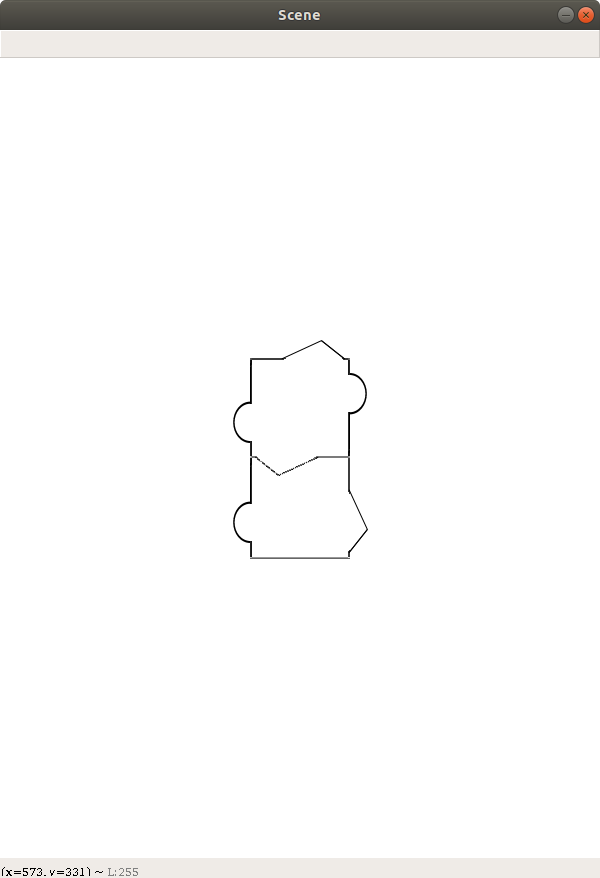 Scene
(x=573, y=331) ~ L:255